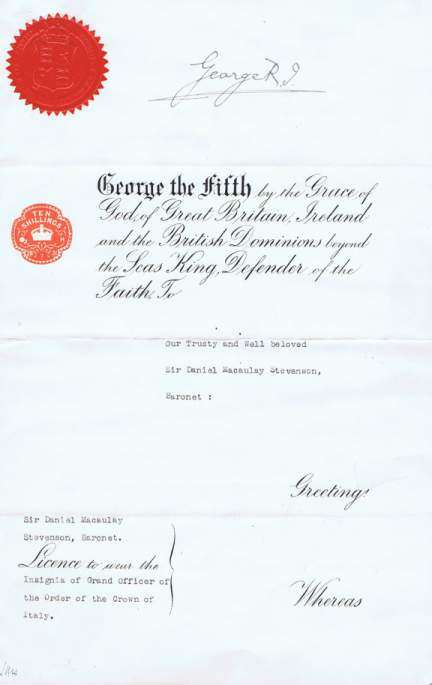 George R.I.
George the Fifth by the Grace of
God, of Great Britain, Ireland
and the British Dominions beyond
the Seas King, Defender of the
Faith, To
TEN
SHILLINGS
Our Trusty and Well beloved
Sir Daniel Macaulay Stevenson,
Baronet :
Greeting,
Sir Daniel Macaulay
Stevenson, Baronet.
Licence to wear the
Insignia of Grand Officer of
the Order of the Crown of
Italy.
Whereas